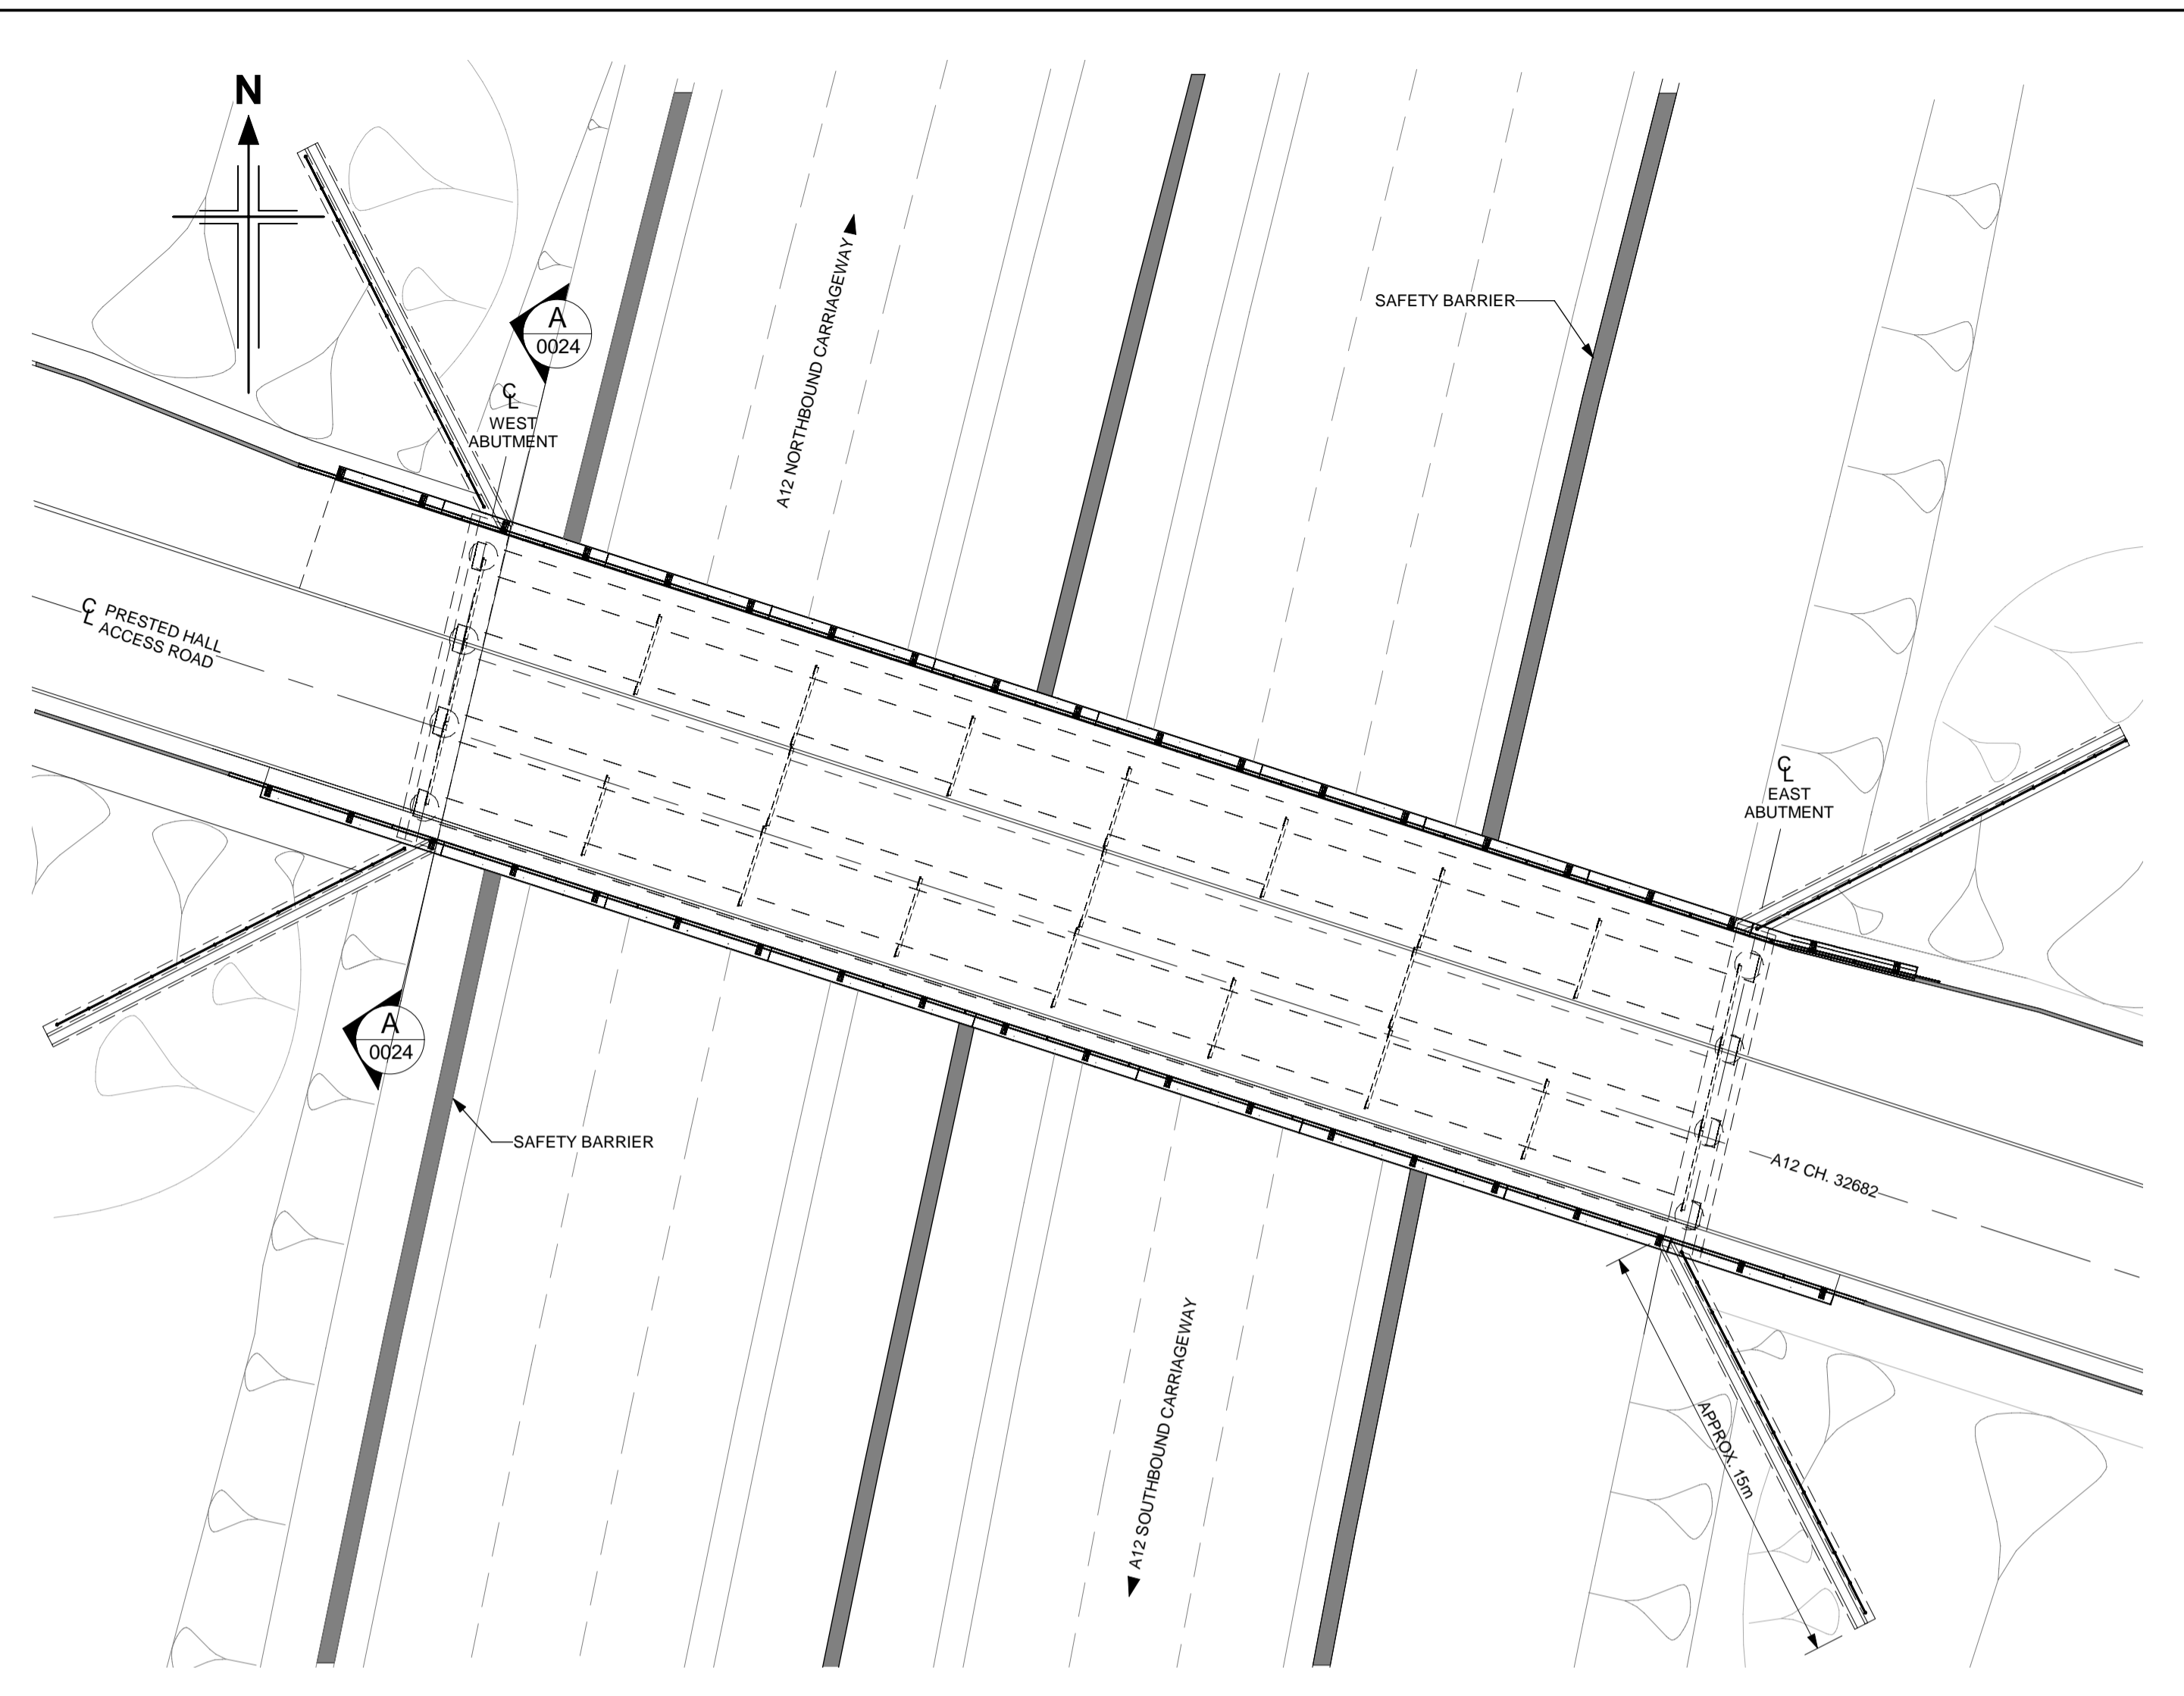 N
A12 NORTHBOUND CARRIAGEWAY
SAFETY BARRIER
A
0024
CL
WEST
ABUTMENT
CL PRESTED HALL
ACCESS ROAD
CL
EAST
ABUTMENT
A
0024
SAFETY BARRIER
A12 CH. 32682
A12 SOUTHBOUND CARRIAGEWAY
APPROX. 15m